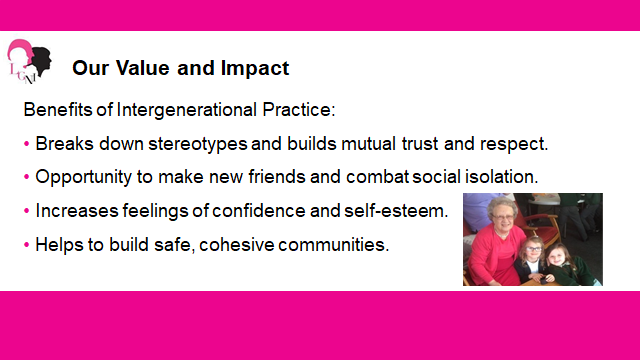 LGM
Our Value and Impact
Benefits of Intergenerational Practice:
• Breaks down stereotypes and builds mutual trust and respect.
• Opportunity to make new friends and combat social isolation.
• Increases feelings of confidence and self-esteem.
• Helps to build safe, cohesive communities.